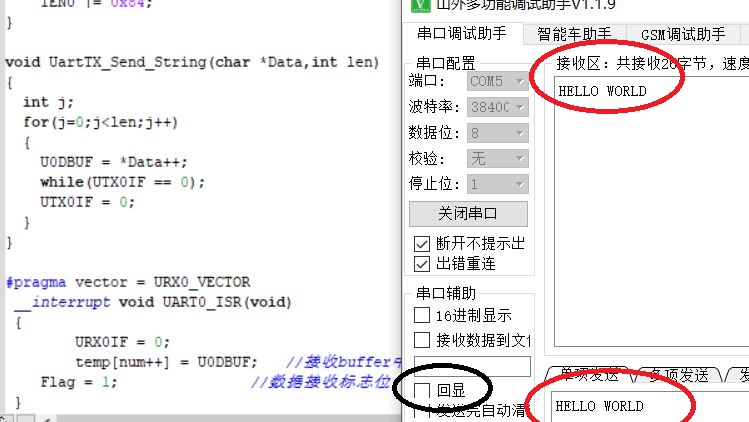 IEN0 |= 0x84;
}
void UartTX_Send_String(char *Data,int len)
{
int j;
for(j=0;j<len;j++)
{
U0DBUF = *Data++;
while(UTX0IF == 0);
UTX0IF = 0;
}
}
#pragma vector = URX0_VECTOR
__interrupt void UART0_ISR(void)
{
URX0IF = 0;
temp[num++] = U0DBUF; //接收buffer中
Flag = 1; //数据接收标志位
}
山外多功能调试助手V1.1.9
串口调试助手 智能车助手 GSM调试助手
串口配置
端口: COM5
波特率: 38400
数据位: 8
校验: 无
停止位: 1
关闭串口
断开不提示出
出错重连
串口辅助
16进制显示
接收数据到文
回显
发送完自动清
接收区: 共接收26字节, 速度
HELLO WORLD
单项发送 多项发送 发
HELLO WORLD